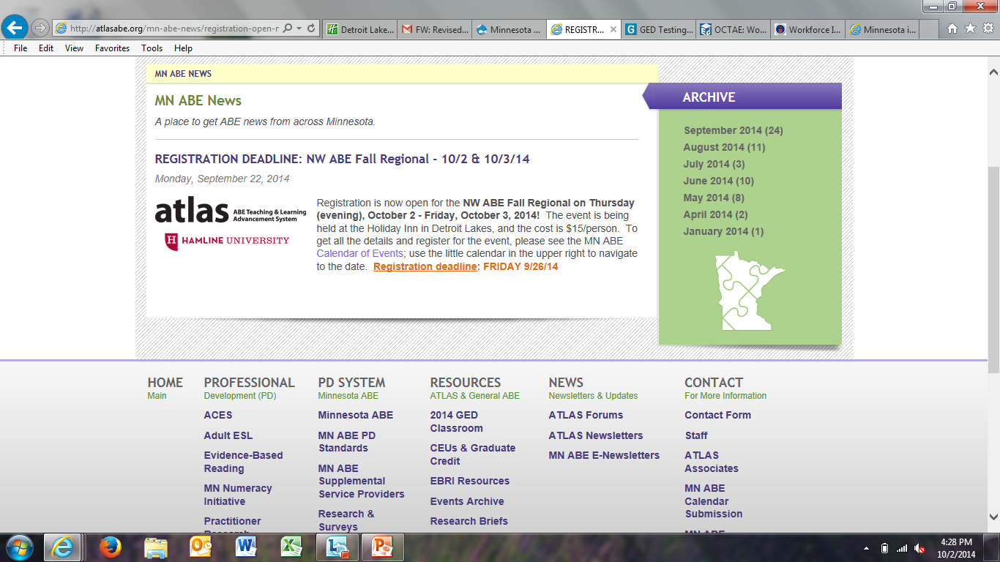 http://atlasabe.org/mn-abe-news/registration-open-r
Detroit Lake...
FW: Revised...
Minnesota ...
REGISTR...
GED Testing...
OCTAE: Wo...
Workforce I...
Minnesota i...
File Edit View Favorites Tools Help
MN ABE NEWS
MN ABE News
A place to get ABE news from across Minnesota.
REGISTRATION DEADLINE: NW ABE Fall Regional - 10/2 & 10/3/14
Monday, September 22, 2014
atlas ABE Teaching & Learning
Advancement System
H HAMLINE UNIVERSITY
Registration is now open for the NW ABE Fall Regional on Thursday
(evening), October 2 - Friday, October 3, 2014! The event is being
held at the Holiday Inn in Detroit Lakes, and the cost is $15/person. To
get all the details and register for the event, please see the MN ABE
Calendar of Events; use the little calendar in the upper right to navigate
to the date. Registration deadline: FRIDAY 9/26/14
ARCHIVE
September 2014 (24)
August 2014 (11)
July 2014 (3)
June 2014 (10)
May 2014 (8)
April 2014 (2)
January 2014 (1)
HOME
Main
PROFESSIONAL
Development (PD)
ACES
Adult ESL
Evidence-Based
Reading
MN Numeracy
Initiative
Practitioner
PD SYSTEM
Minnesota ABE
Minnesota ABE
MN ABE PD
Standards
MN ABE
Supplemental
Service Providers
Research &
Surveys
RESOURCES
ATLAS & General ABE
2014 GED
Classroom
CEUs & Graduate
Credit
EBRI Resources
Events Archive
Research Briefs
NEWS
Newsletters & Updates
ATLAS Forums
ATLAS Newsletters
MN ABE E-Newsletters
CONTACT
For More Information
Contact Form
Staff
ATLAS
Associates
MN ABE
Calendar
Submission
MN ABE
4:28 PM
10/2/2014